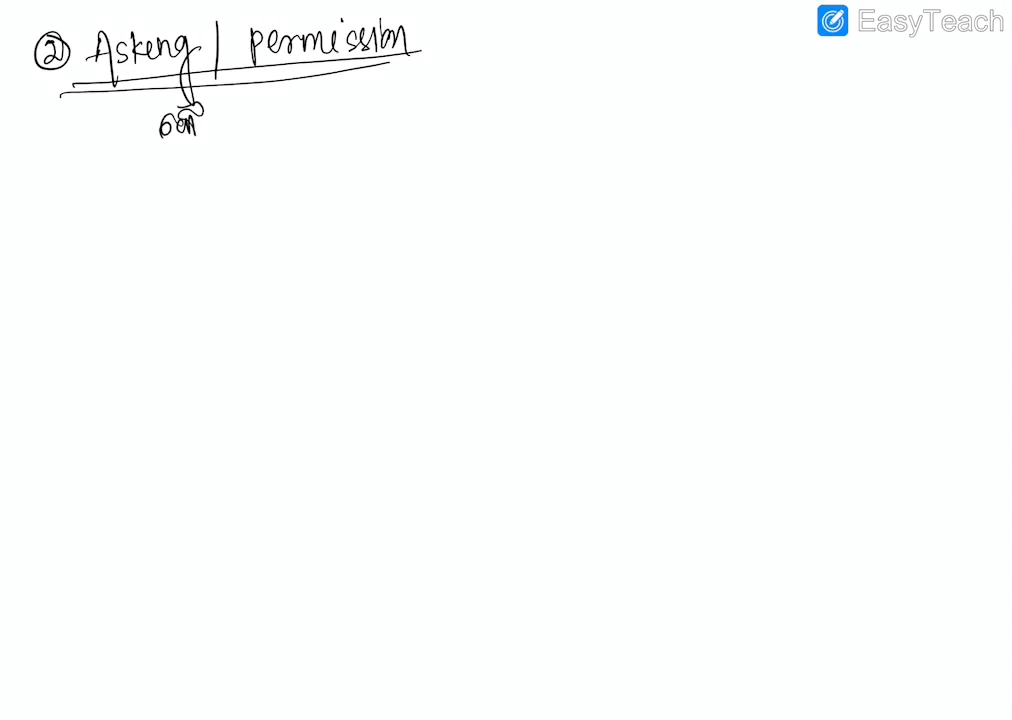 EasyTeach
② Askeng | permission